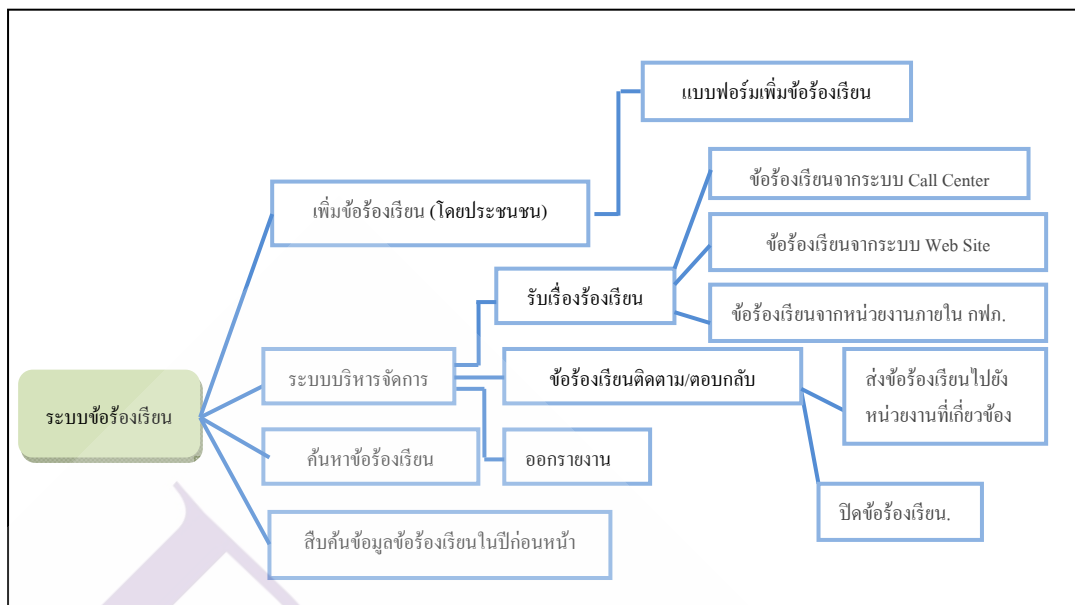 แบบฟอร์มเพิ่มข้อร้องเรียน
ข้อร้องเรียนจากระบบ Call Center
เพิ่มข้อร้องเรียน (โดยประชนชน)
ข้อร้องเรียนจากระบบ Web Site
รับเรื่องร้องเรียน
ข้อร้องเรียนจากหน่วยงานภายใน กฟภ.
ระบบบริหารจัดการ
ข้อร้องเรียนติดตาม/ตอบกลับ
ส่งข้อร้องเรียนไปยัง
หน่วยงานที่เกี่ยวข้อง
ระบบข้อร้องเรียน
ค้นหาข้อร้องเรียน
ออกรายงาน
ปิดข้อร้องเรียน.
สืบค้นข้อมูลข้อร้องเรียนในปีก่อนหน้า